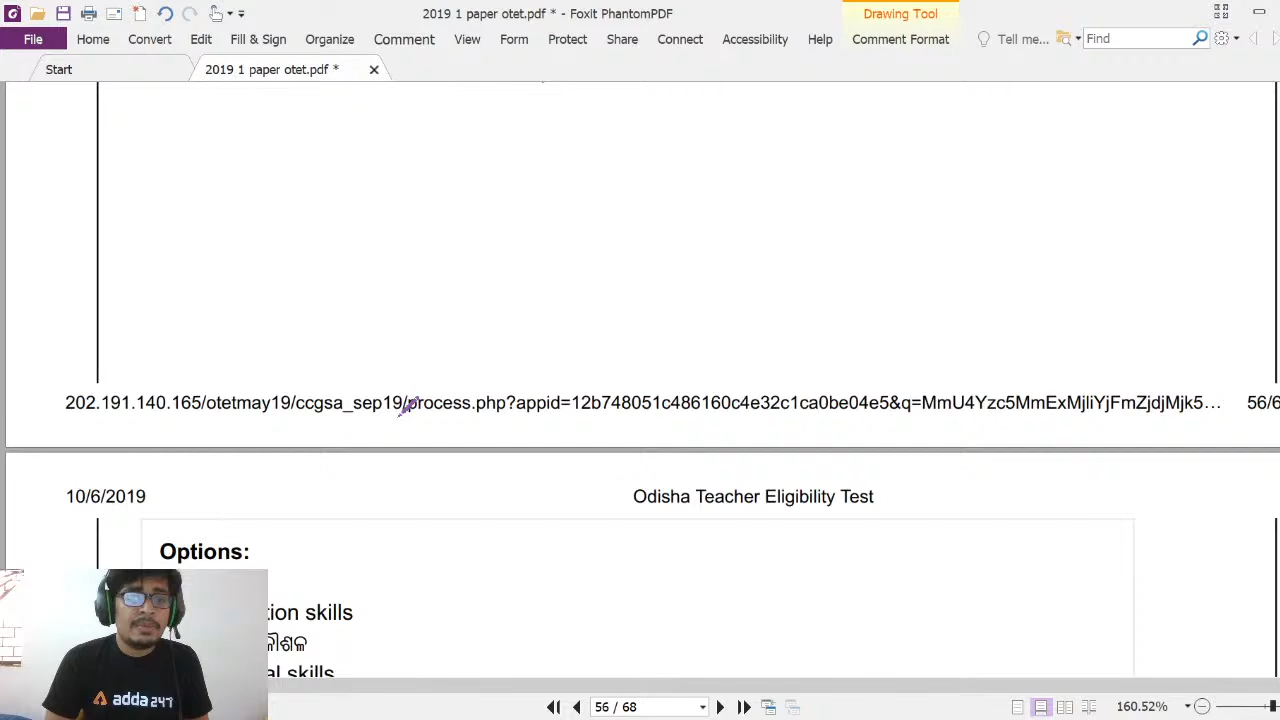 2019 1 paper otet.pdf * - Foxit PhantomPDF
Drawing Tool
File Home Convert Edit Fill & Sign Organize Comment View Form Protect Share Connect Accessibility Help Comment Format Tell me... Find
Start 2019 1 paper otet.pdf *
202.191.140.165/otetmay19/ccgsa_sep19/process.php?appid=12b748051c486160c4e32c1ca0be04e5&q=MmU4Yzc5MmExMjliYjFmZjdjMjk5... 56/6
10/6/2019 Odisha Teacher Eligibility Test
Options:
tion skills
କୌଶଳ
al skills
adda 247
56 / 68 160.52%